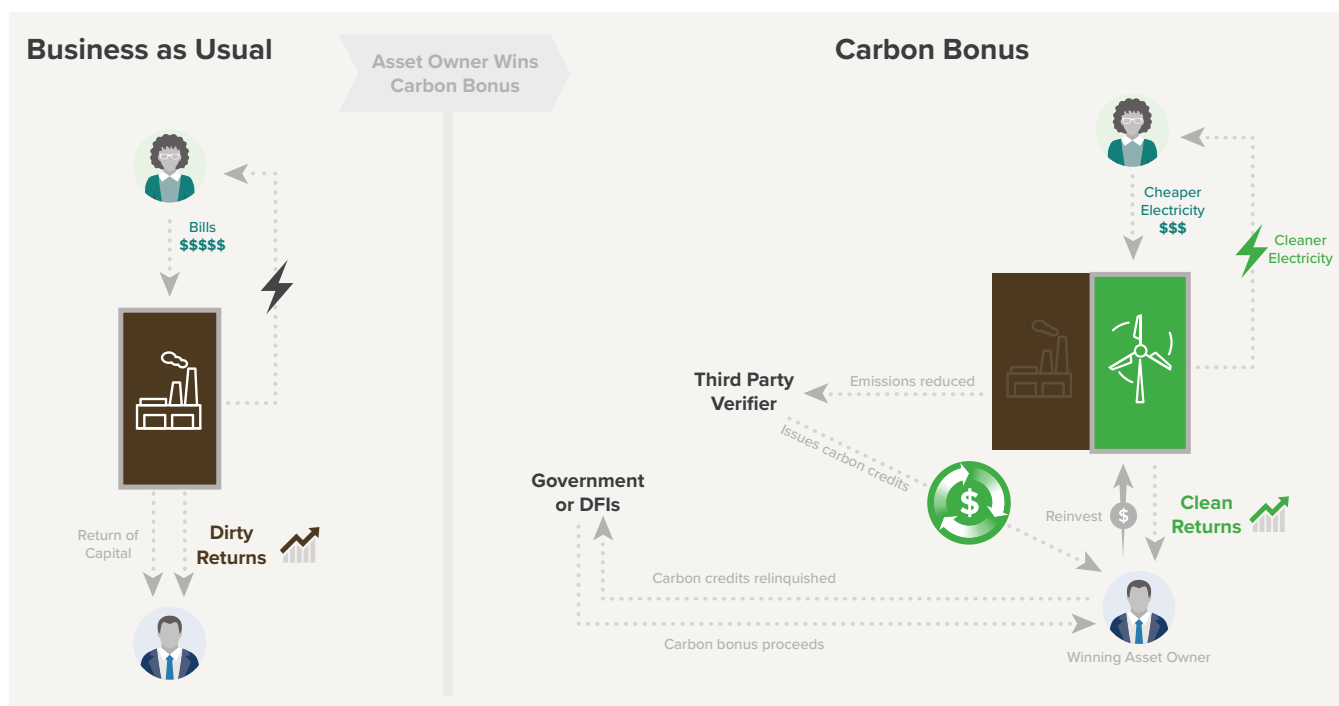 Business as Usual
Asset Owner Wins
Carbon Bonus
Carbon Bonus
Bills
$$$$$
Return of
Capital
Dirty
Returns
Cheaper
Electricity
$$$
Cleaner
Electricity
Third Party
Verifier
Emissions reduced
Issues carbon credits
$
Government
or DFIs
Reinvest
$
Clean
Returns
Carbon credits relinquished
Carbon bonus proceeds
Winning Asset Owner